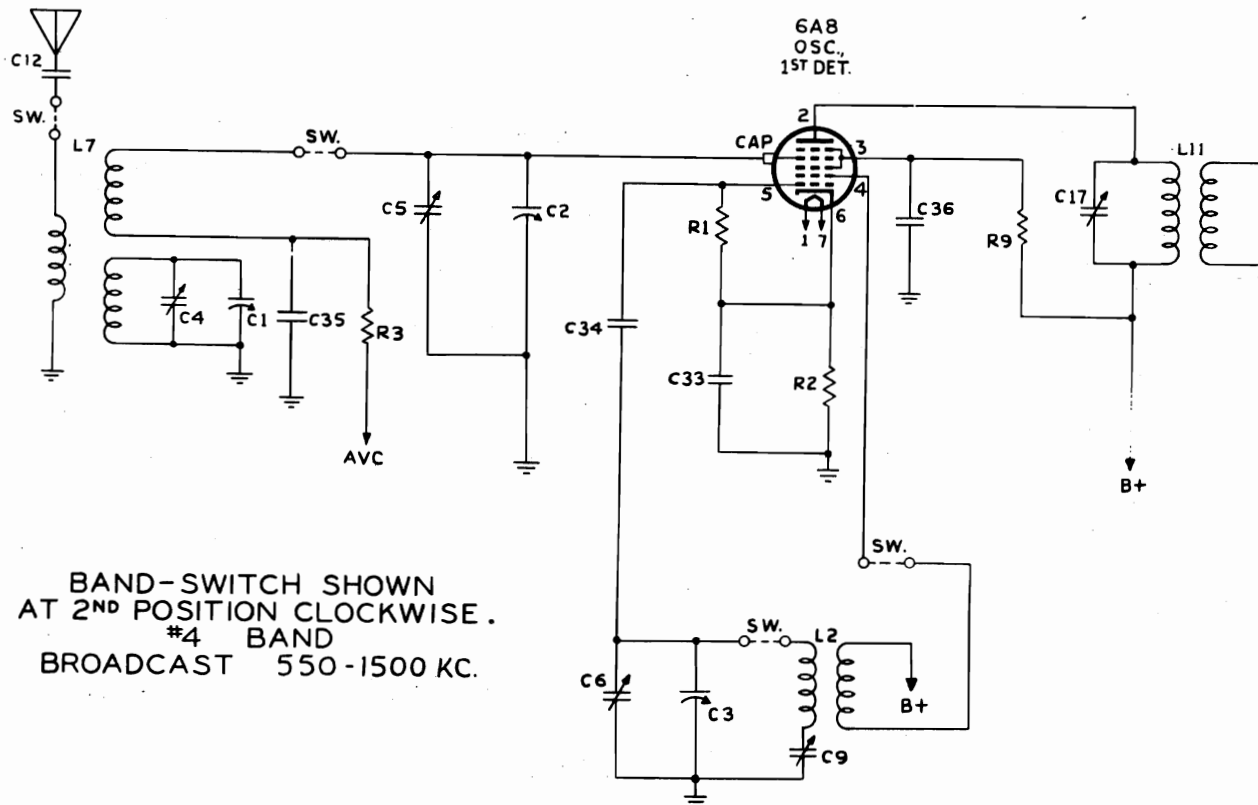 6A8
OSC.,
1ST DET.
C12
SW.
L7
SW.
CAP
2
3
4
5
6
1 7
L11
C5
C2
R1
C36
R9
C17
C4
C1
C35
R3
C34
C33
R2
AVC
B+
SW.
BAND-SWITCH SHOWN
AT 2ND POSITION CLOCKWISE.
#4 BAND
BROADCAST 550-1500 KC.
SW.
L2
C6
C3
B+
C9